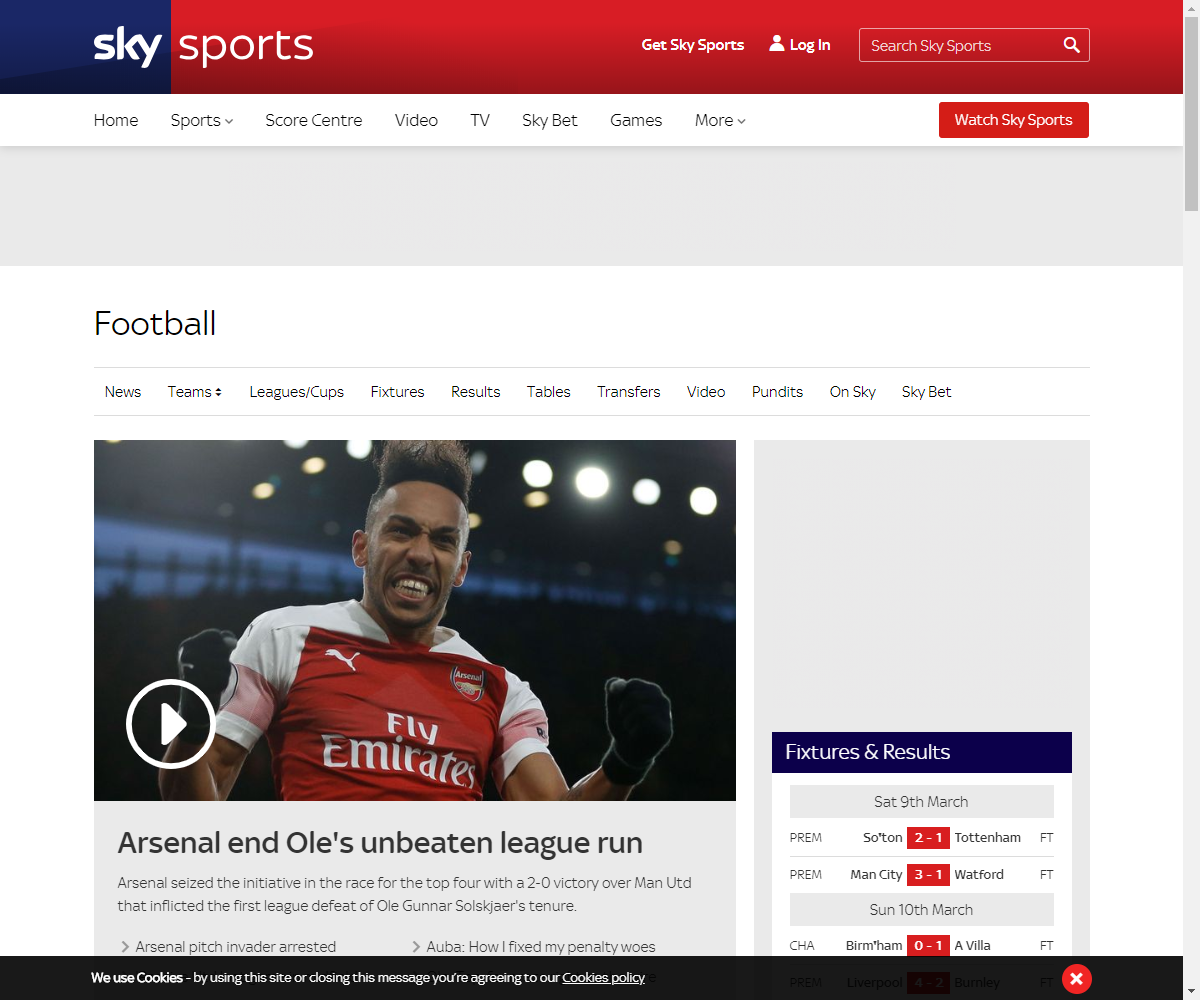 sky sports
Get Sky Sports
Log In
Search Sky Sports
Home
Sports
Score Centre
Video
TV
Sky Bet
Games
More
Watch Sky Sports
Football
News
Teams
Leagues/Cups
Fixtures
Results
Tables
Transfers
Video
Pundits
On Sky
Sky Bet
Arsenal
Fly
Emirates
Arsenal end Ole's unbeaten league run
Arsenal seized the initiative in the race for the top four with a 2-0 victory over Man Utd
that inflicted the first league defeat of Ole Gunnar Solskjaer's tenure.
Arsenal pitch invader arrested
Auba: How I fixed my penalty woes
Fixtures & Results
Sat 9th March
PREM So'ton 2 - 1 Tottenham FT
PREM Man City 3 - 1 Watford FT
Sun 10th March
CHA Birm'ham 0 - 1 A Villa FT
PREM Liverpool 4 - 2 Burnley FT
We use Cookies - by using this site or closing this message you're agreeing to our Cookies policy